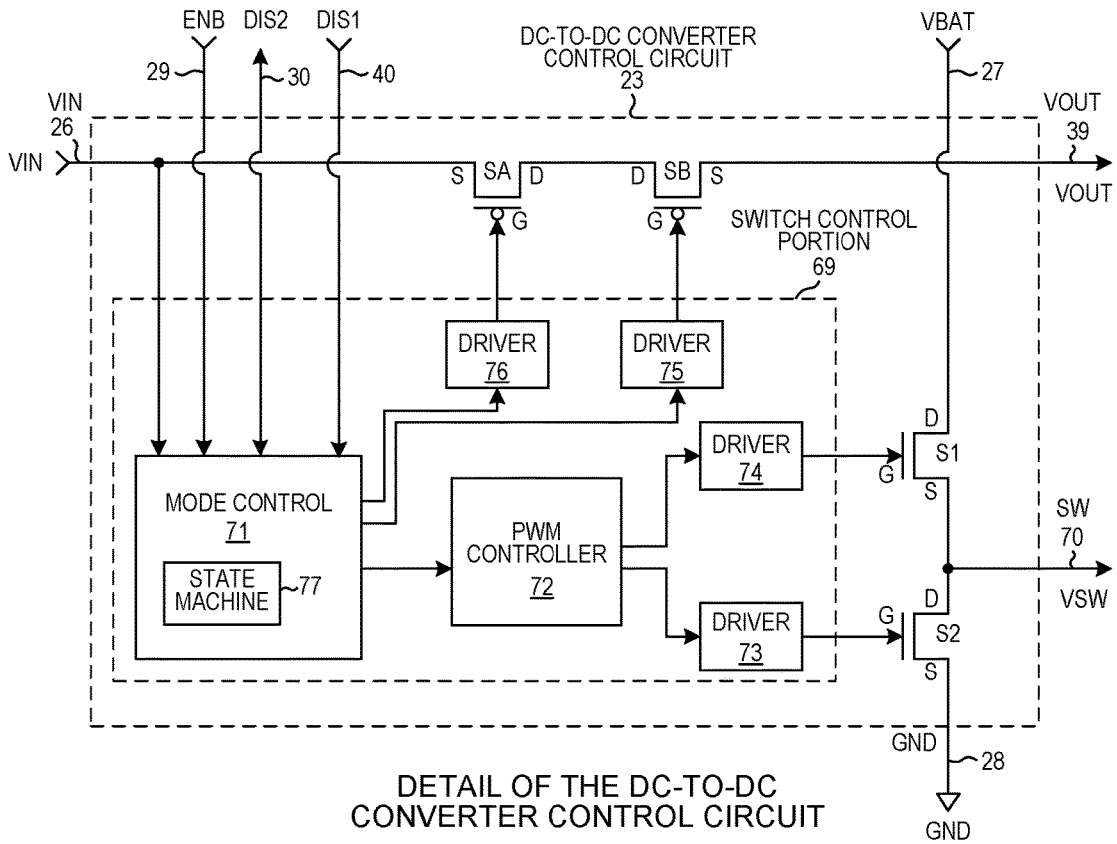 ENB DIS2 DIS1
DC-TO-DC CONVERTER
CONTROL CIRCUIT
23
VBAT
29 30 40 27
VIN
26
VOUT
39
VIN
S SA D
G
D SB S
G
VOUT
SWITCH CONTROL
PORTION
69
DRIVER
76
DRIVER
75
DRIVER
74
D
G S1
S
MODE CONTROL
71
STATE
MACHINE
77
PWM
CONTROLLER
72
SW
70
VSW
DRIVER
73
D
G S2
S
GND
28
GND
DETAIL OF THE DC-TO-DC
CONVERTER CONTROL CIRCUIT